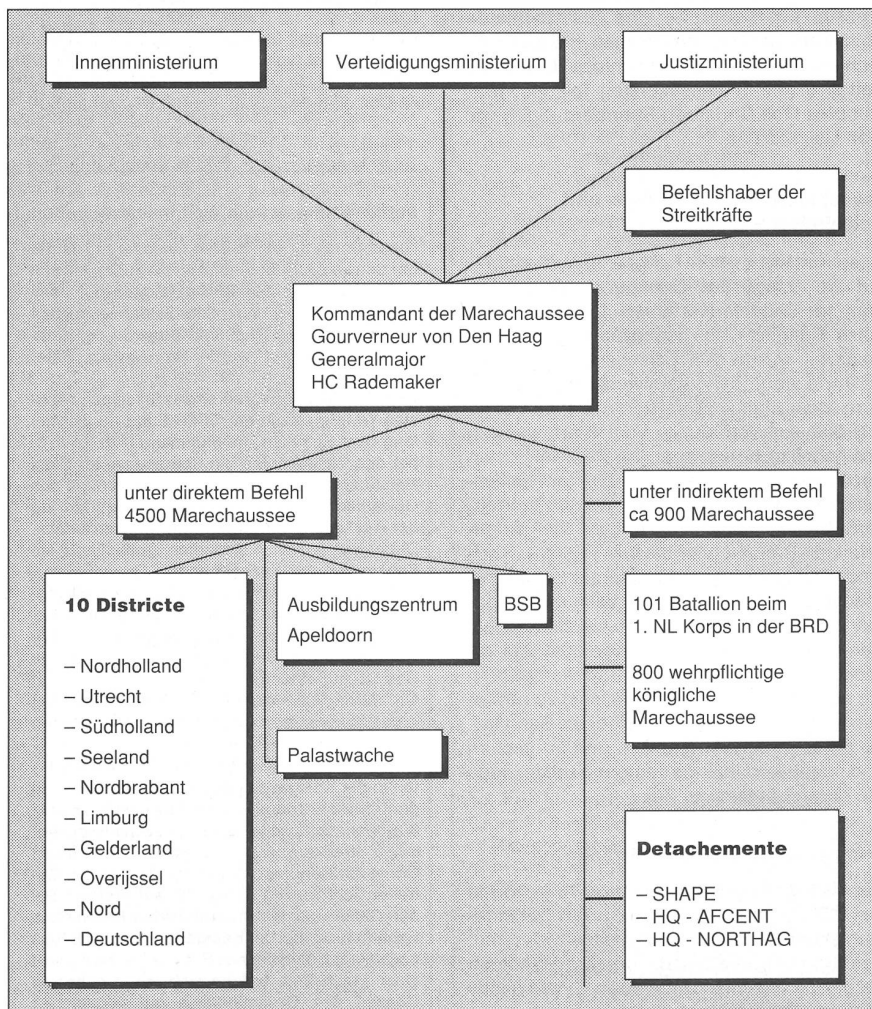 Innenministerium
Verteidigungsministerium
Justizministerium
Befehlshaber der
Streitkräfte
Kommandant der Marechaussee
Gourverneur von Den Haag
Generalmajor
HC Rademaker
unter direktem Befehl
4500 Marechaussee
unter indirektem Befehl
ca 900 Marechaussee
10 Districte
– Nordholland
– Utrecht
– Südholland
– Seeland
– Nordbrabant
– Limburg
– Gelderland
– Overijssel
– Nord
– Deutschland
Ausbildungszentrum
Apeldoorn
BSB
Palastwache
101 Batallion beim
1. NL Korps in der BRD
800 wehrpflichtige
königliche
Marechaussee
Detachemente
– SHAPE
– HQ - AFCENT
– HQ - NORTHAG